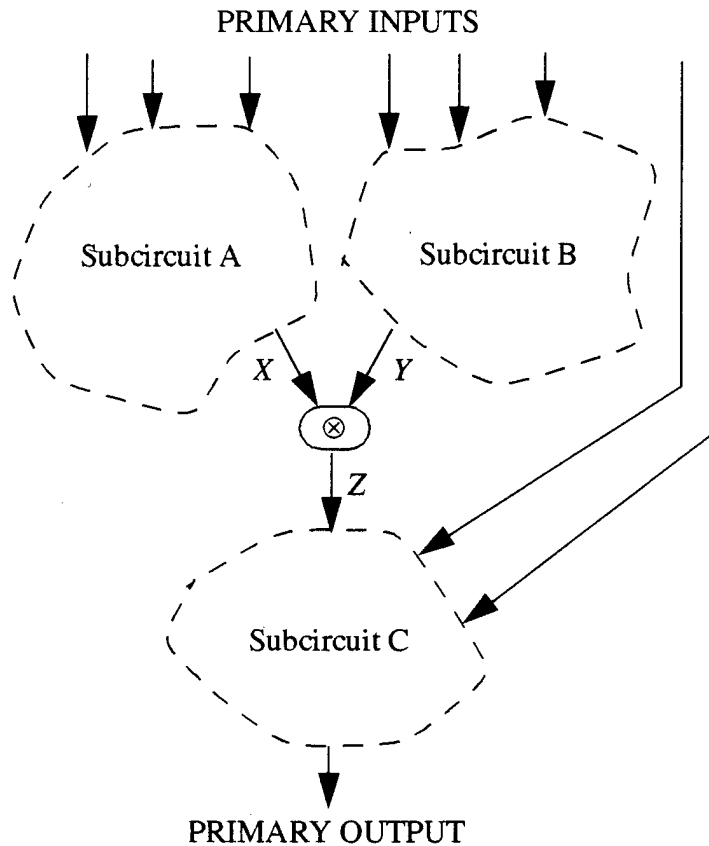 PRIMARY INPUTS
Subcircuit A
Subcircuit B
X
Y
⊗
Z
Subcircuit C
PRIMARY OUTPUT